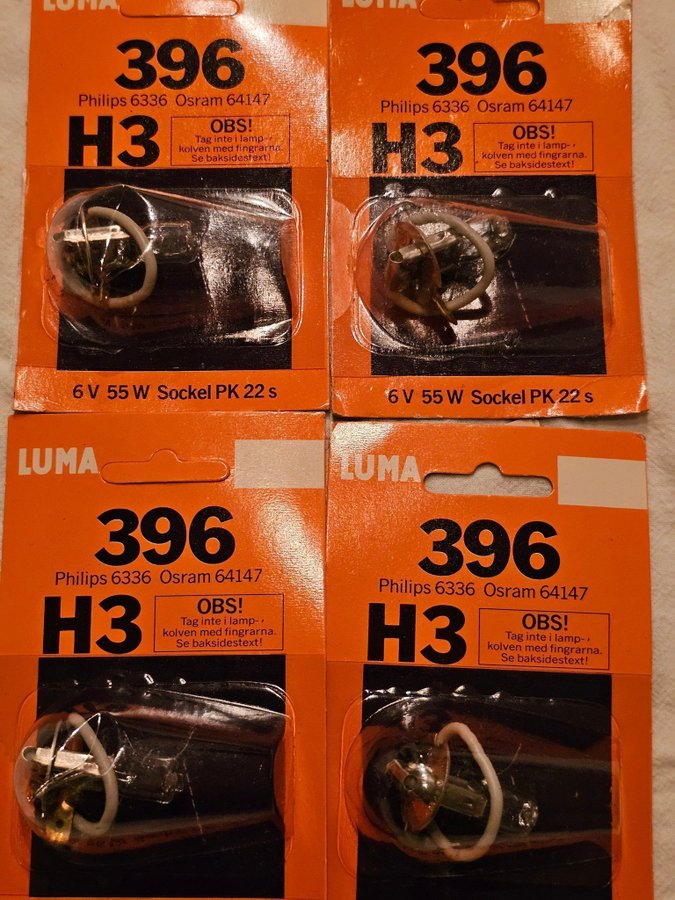 LUMA
396
Philips 6336 Osram 64147
H3
OBS!
Tag inte i lamp-
kolven med fingrarna.
Se baksidestext!
6 V 55 W Sockel PK 22 s
LUMA
396
Philips 6336 Osram 64147
H3
OBS!
Tag inte i lamp-
kolven med fingrarna.
Se baksidestext!
6 V 55 W Sockel PK 22 s
LUMA
396
Philips 6336 Osram 64147
H3
OBS!
Tag inte i lamp-
kolven med fingrarna.
Se baksidestext!
LUMA
396
Philips 6336 Osram 64147
H3
OBS!
Tag inte i lamp-
kolven med fingrarna.
Se baksidestext!